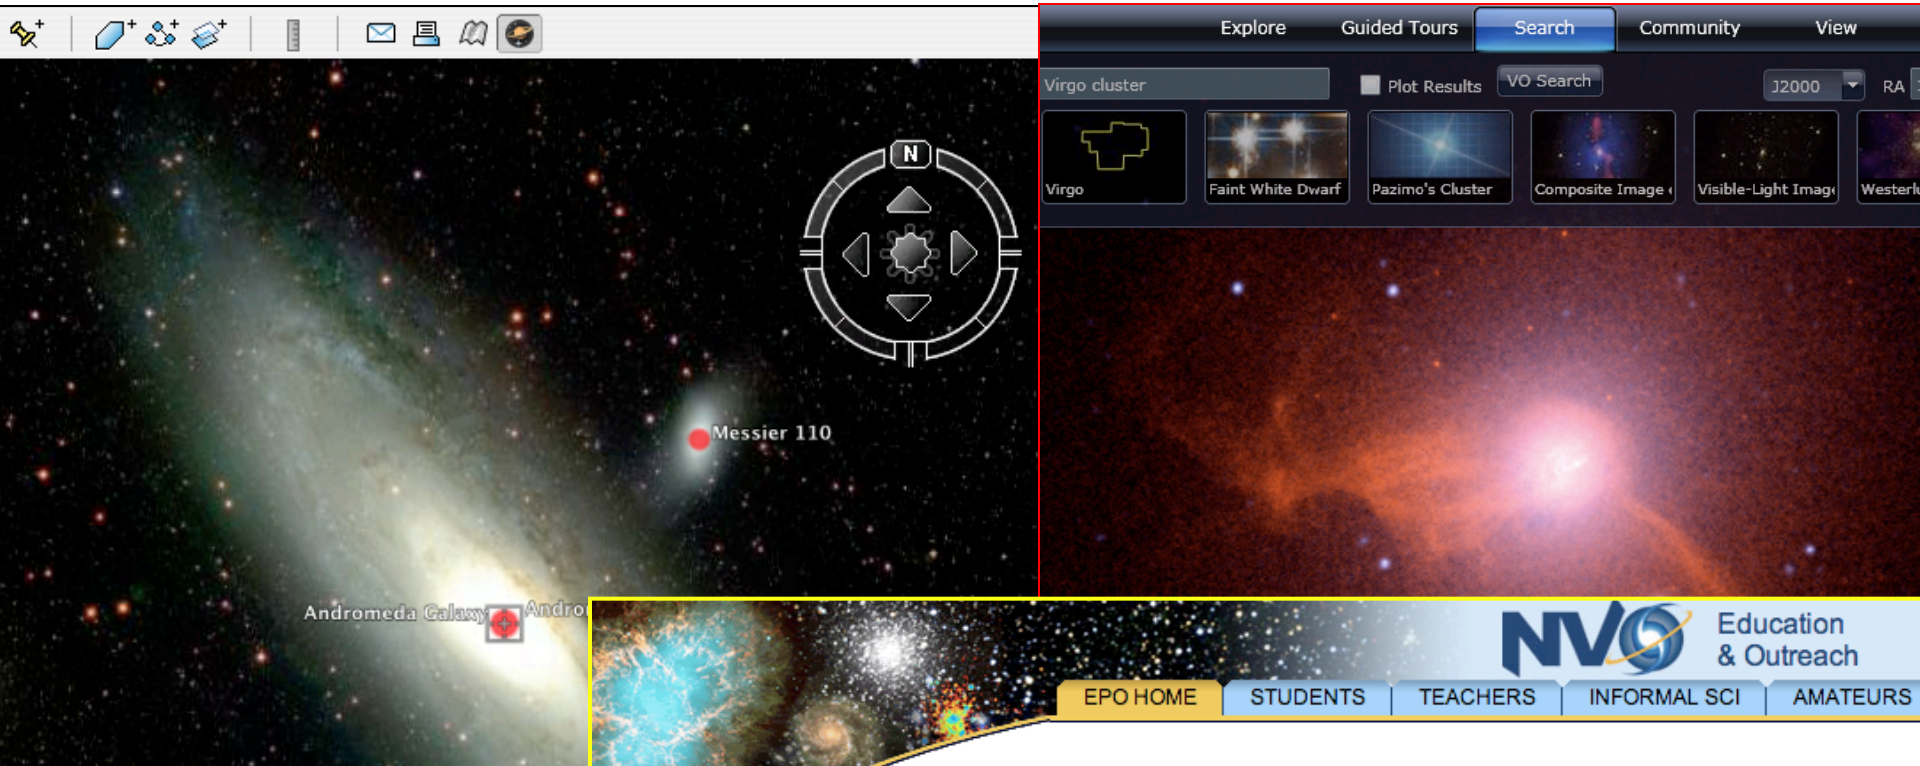 N
Messier 110
Andromeda Galaxy
Andro
Explore Guided Tours Search Community View
Virgo cluster Plot Results VO Search J2000 RA
Virgo Faint White Dwarf Pazimo's Cluster Composite Image Visible-Light Image Westerlu
NVO Education
& Outreach
EPO HOME STUDENTS TEACHERS INFORMAL SCI AMATEURS